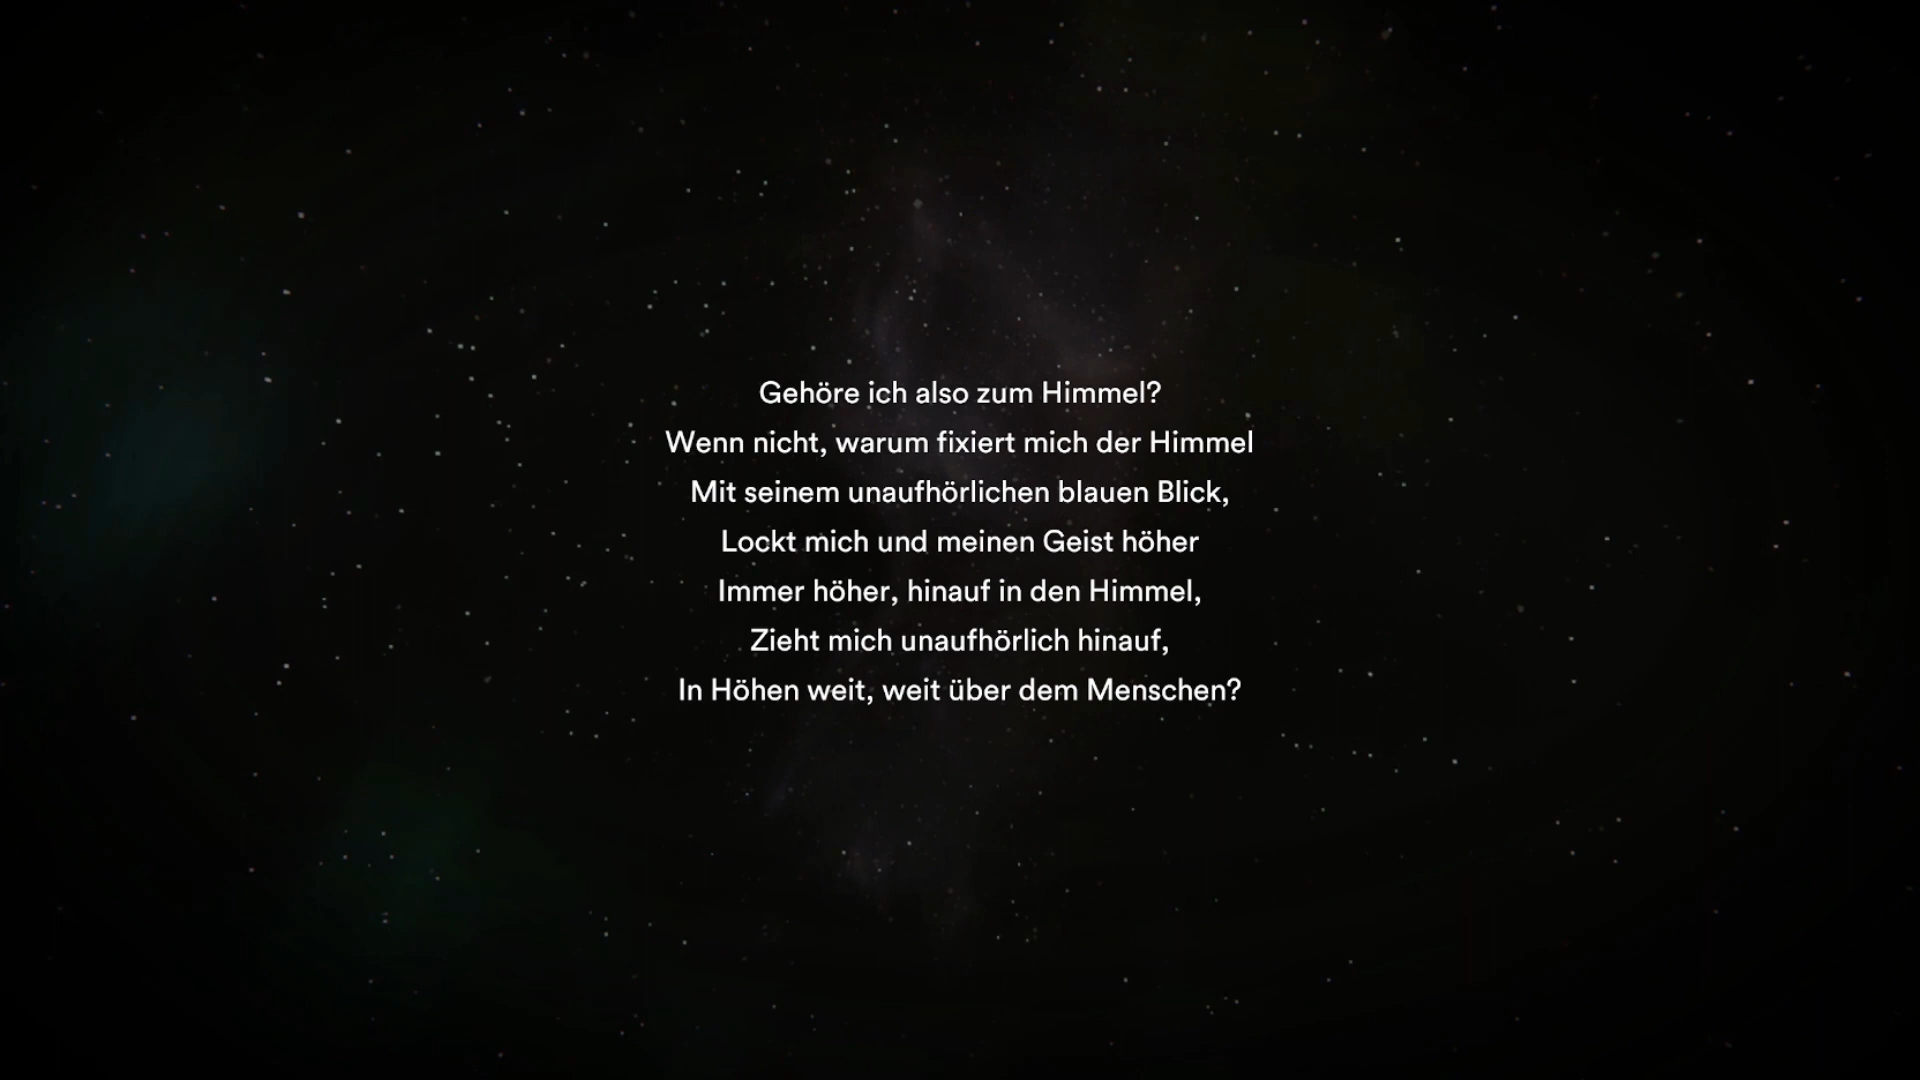 Gehöre ich also zum Himmel?
Wenn nicht, warum fixiert mich der Himmel
Mit seinem unaufhörlichen blauen Blick,
Lockt mich und meinen Geist höher
Immer höher, hinauf in den Himmel,
Zieht mich unaufhörlich hinauf,
In Höhen weit, weit über dem Menschen?